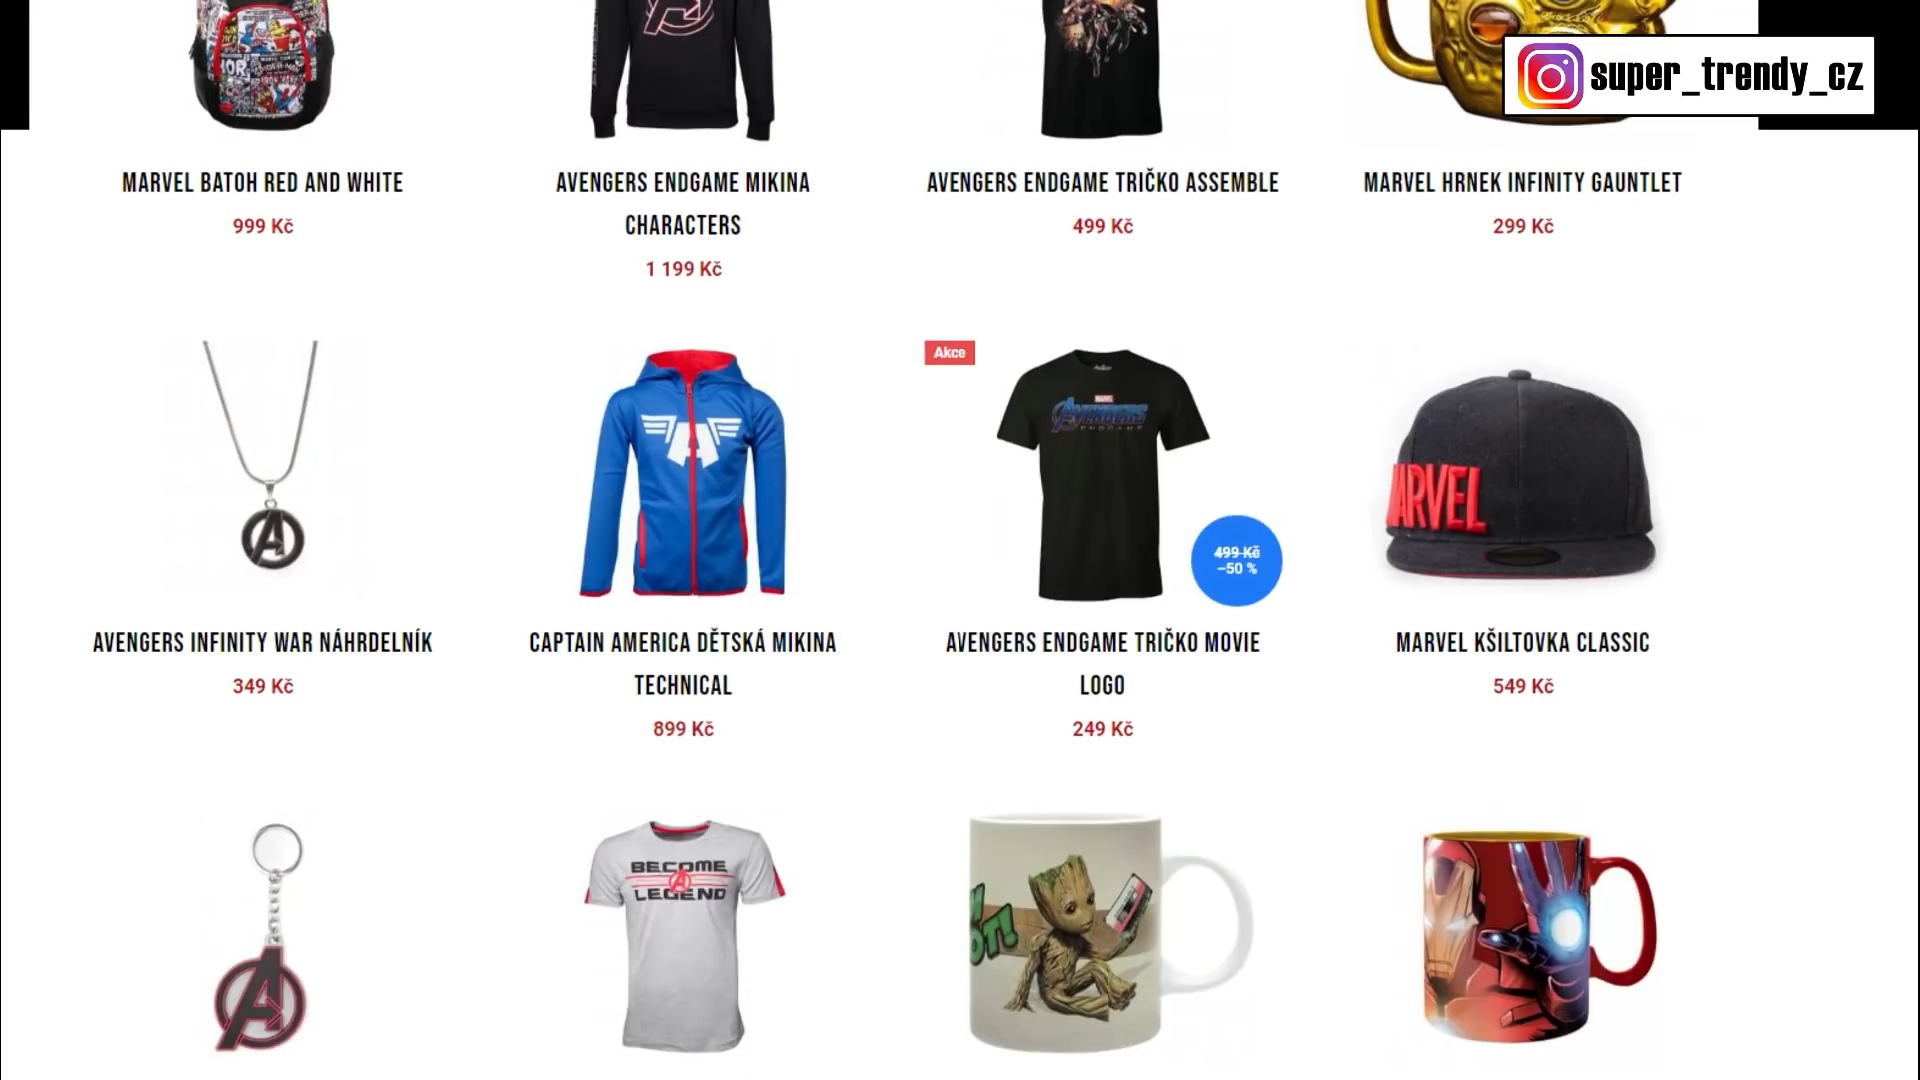 super_trendy_cz
MARVEL BATOH RED AND WHITE
999 Kč
AVENGERS ENDGAME MIKINA
CHARACTERS
1 199 Kč
AVENGERS ENDGAME TRIČKO ASSEMBLE
499 Kč
MARVEL HRNEK INFINITY GAUNTLET
299 Kč
Akce
MARVEL
AVENGERS
ENDGAME
499 Kč
–50 %
MARVEL
AVENGERS INFINITY WAR NÁHRDELNÍK
349 Kč
CAPTAIN AMERICA DĚTSKÁ MIKINA
TECHNICAL
899 Kč
AVENGERS ENDGAME TRIČKO MOVIE
LOGO
249 Kč
MARVEL KŠILTOVKA CLASSIC
549 Kč
BECOME
LEGEND